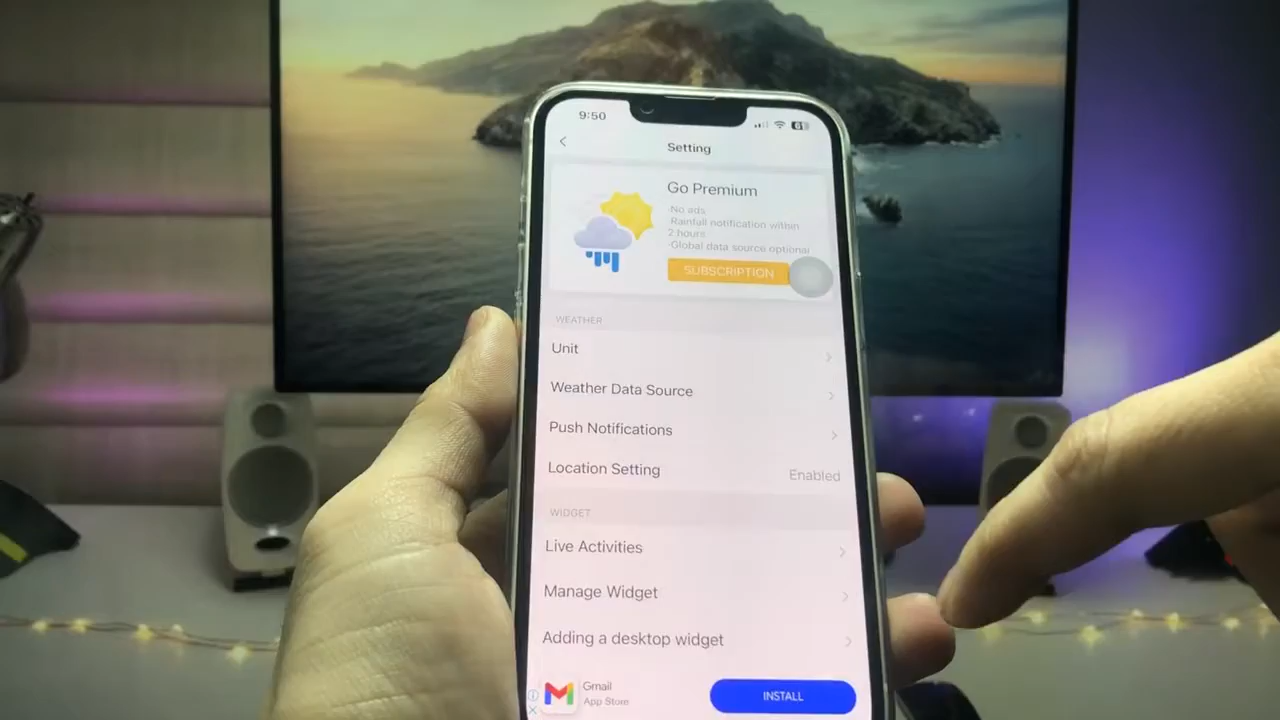 9:50
Setting
Go Premium
·No ads
·Rainfall notification within
2 hours
·Global data source optional
SUBSCRIPTION
WEATHER
Unit
Weather Data Source
Push Notifications
Location Setting Enabled
WIDGET
Live Activities
Manage Widget
Adding a desktop widget
Gmail
App Store
INSTALL